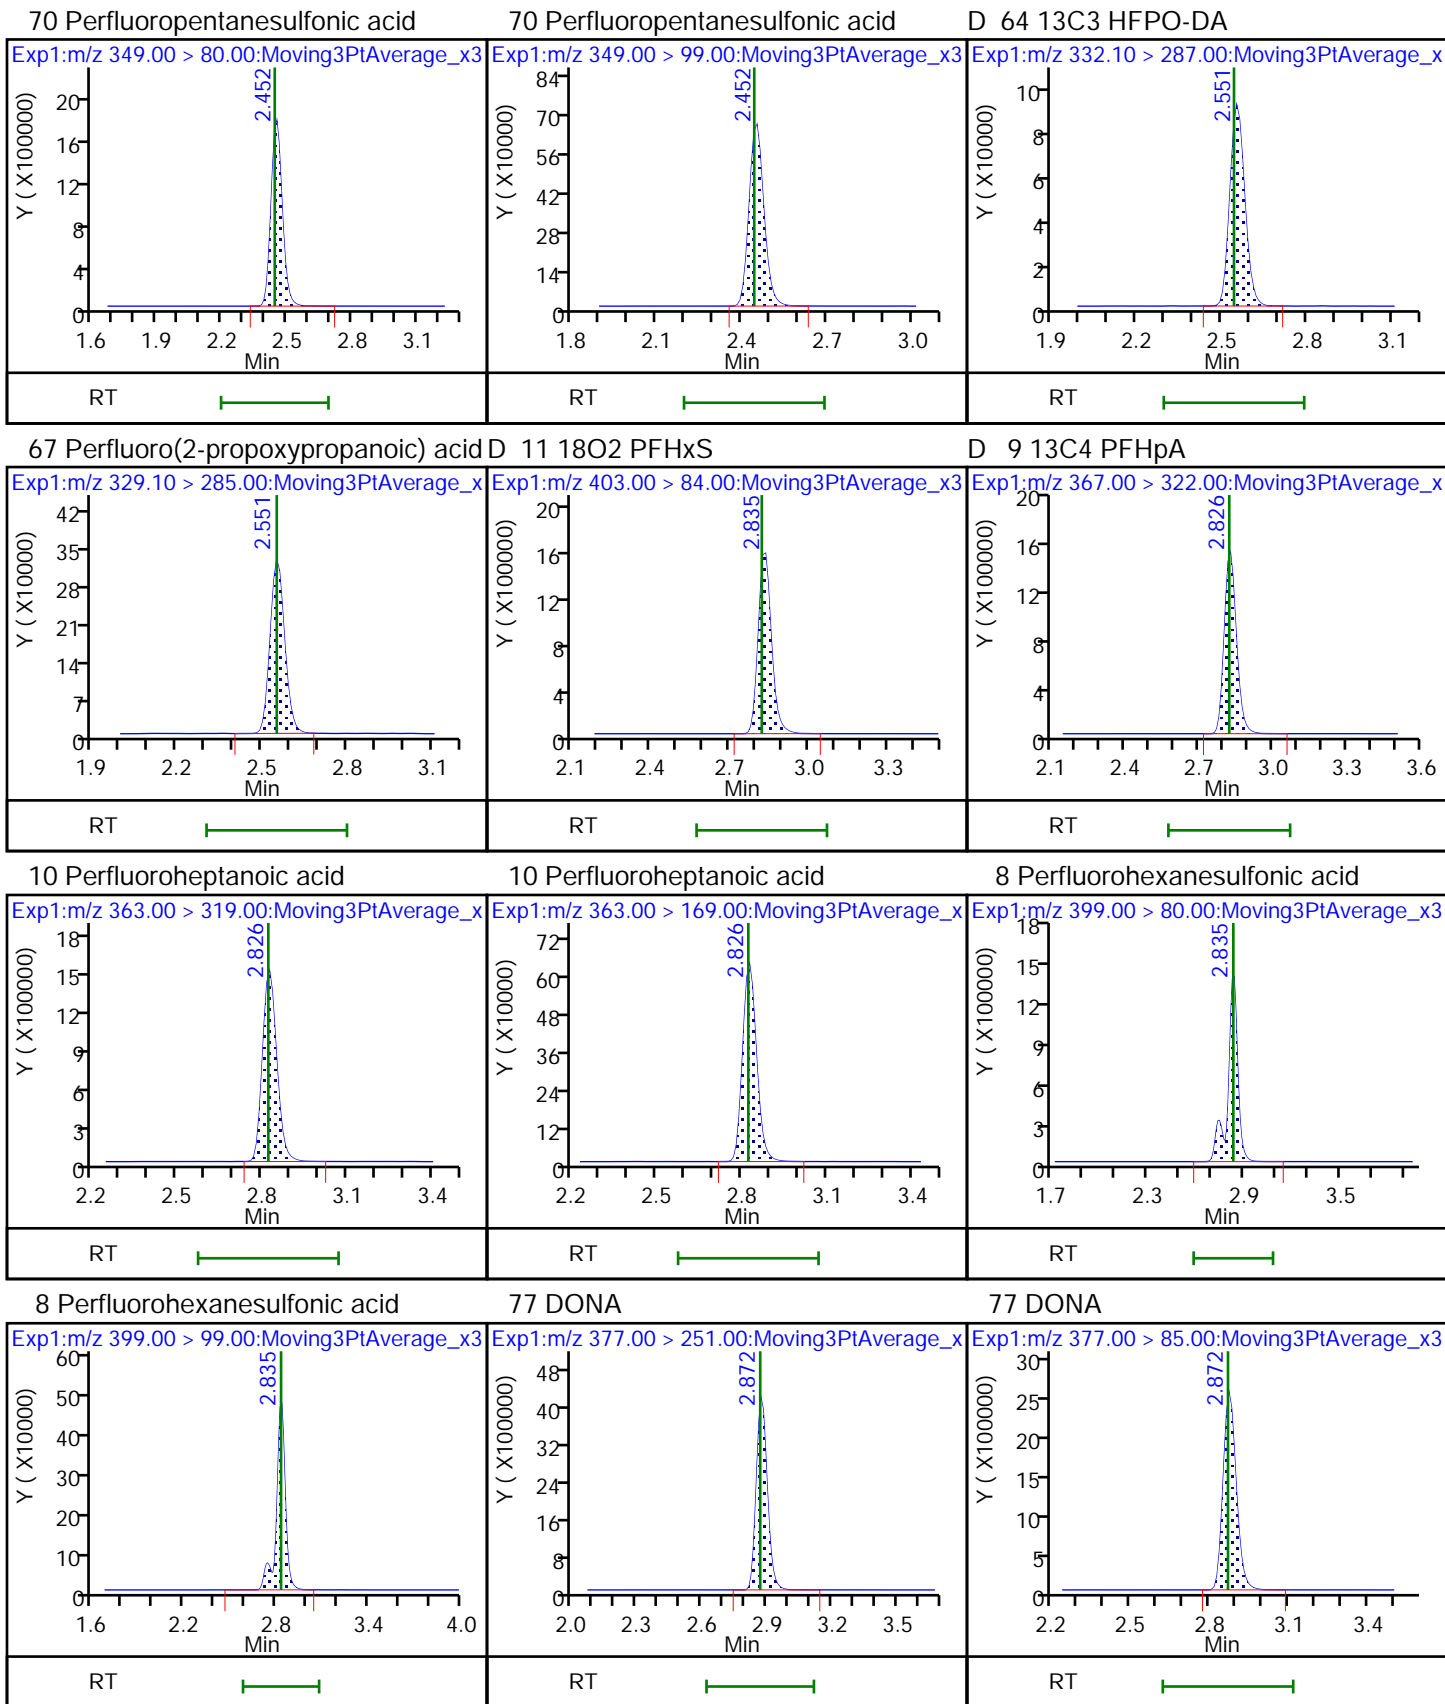 70 Perfluoropentanesulfonic acid
Exp1:m/z 349.00 > 80.00:Moving3PtAverage_x3
Y ( X100000)
20
16
12
8
4
0
2.452
1.6 1.9 2.2 2.5 2.8 3.1
Min
RT
70 Perfluoropentanesulfonic acid
Exp1:m/z 349.00 > 99.00:Moving3PtAverage_x3
Y ( X10000)
84
70
56
42
28
14
0
2.452
1.8 2.1 2.4 2.7 3.0
Min
RT
D 64 13C3 HFPO-DA
Exp1:m/z 332.10 > 287.00:Moving3PtAverage_x
Y ( X100000)
10
8
6
4
2
0
2.551
1.9 2.2 2.5 2.8 3.1
Min
RT
67 Perfluoro(2-propoxypropanoic) acid
Exp1:m/z 329.10 > 285.00:Moving3PtAverage_x
Y ( X10000)
42
35
28
21
14
7
0
2.551
1.9 2.2 2.5 2.8 3.1
Min
RT
D 11 18O2 PFHxS
Exp1:m/z 403.00 > 84.00:Moving3PtAverage_x3
Y ( X100000)
20
16
12
8
4
0
2.835
2.1 2.4 2.7 3.0 3.3
Min
RT
D 9 13C4 PFHpA
Exp1:m/z 367.00 > 322.00:Moving3PtAverage_x
Y ( X100000)
20
16
12
8
4
0
2.826
2.1 2.4 2.7 3.0 3.3 3.6
Min
RT
10 Perfluoroheptanoic acid
Exp1:m/z 363.00 > 319.00:Moving3PtAverage_x
Y ( X100000)
18
15
12
9
6
3
0
2.826
2.2 2.5 2.8 3.1 3.4
Min
RT
10 Perfluoroheptanoic acid
Exp1:m/z 363.00 > 169.00:Moving3PtAverage_x
Y ( X10000)
72
60
48
36
24
12
0
2.826
2.2 2.5 2.8 3.1 3.4
Min
RT
8 Perfluorohexanesulfonic acid
Exp1:m/z 399.00 > 80.00:Moving3PtAverage_x3
Y ( X100000)
18
15
12
9
6
3
0
2.835
1.7 2.3 2.9 3.5
Min
RT
8 Perfluorohexanesulfonic acid
Exp1:m/z 399.00 > 99.00:Moving3PtAverage_x3
Y ( X10000)
60
50
40
30
20
10
0
2.835
1.6 2.2 2.8 3.4 4.0
Min
RT
77 DONA
Exp1:m/z 377.00 > 251.00:Moving3PtAverage_x
Y ( X100000)
48
40
32
24
16
8
0
2.872
2.0 2.3 2.6 2.9 3.2 3.5
Min
RT
77 DONA
Exp1:m/z 377.00 > 85.00:Moving3PtAverage_x3
Y ( X100000)
30
25
20
15
10
5
0
2.872
2.2 2.5 2.8 3.1 3.4
Min
RT